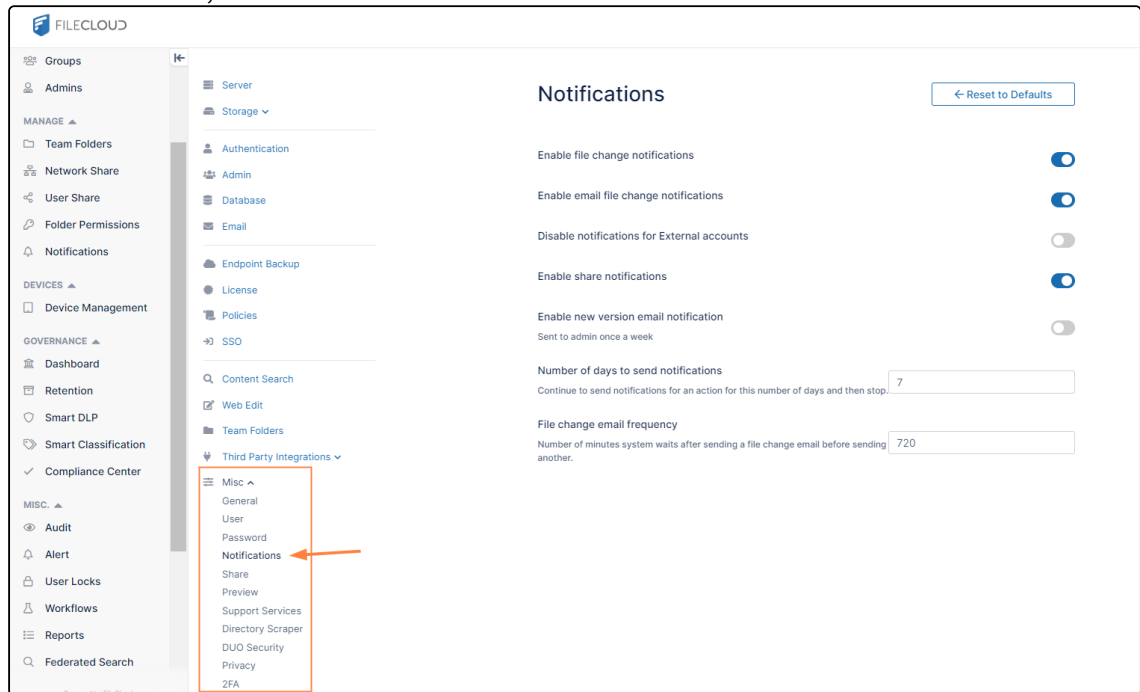 FILECLOUD
Groups
Admins
MANAGE
Team Folders
Network Share
User Share
Folder Permissions
Notifications
DEVICES
Device Management
GOVERNANCE
Dashboard
Retention
Smart DLP
Smart Classification
Compliance Center
MISC.
Audit
Alert
User Locks
Workflows
Reports
Federated Search
Server
Storage
Authentication
Admin
Database
Email
Endpoint Backup
License
Policies
SSO
Content Search
Web Edit
Team Folders
Third Party Integrations
Misc
General
User
Password
Notifications
Share
Preview
Support Services
Directory Scraper
DUO Security
Privacy
2FA
Notifications
Reset to Defaults
Enable file change notifications
Enable email file change notifications
Disable notifications for External accounts
Enable share notifications
Enable new version email notification
Sent to admin once a week
Number of days to send notifications
Continue to send notifications for an action for this number of days and then stop.
7
File change email frequency
Number of minutes system waits after sending a file change email before sending
another.
720